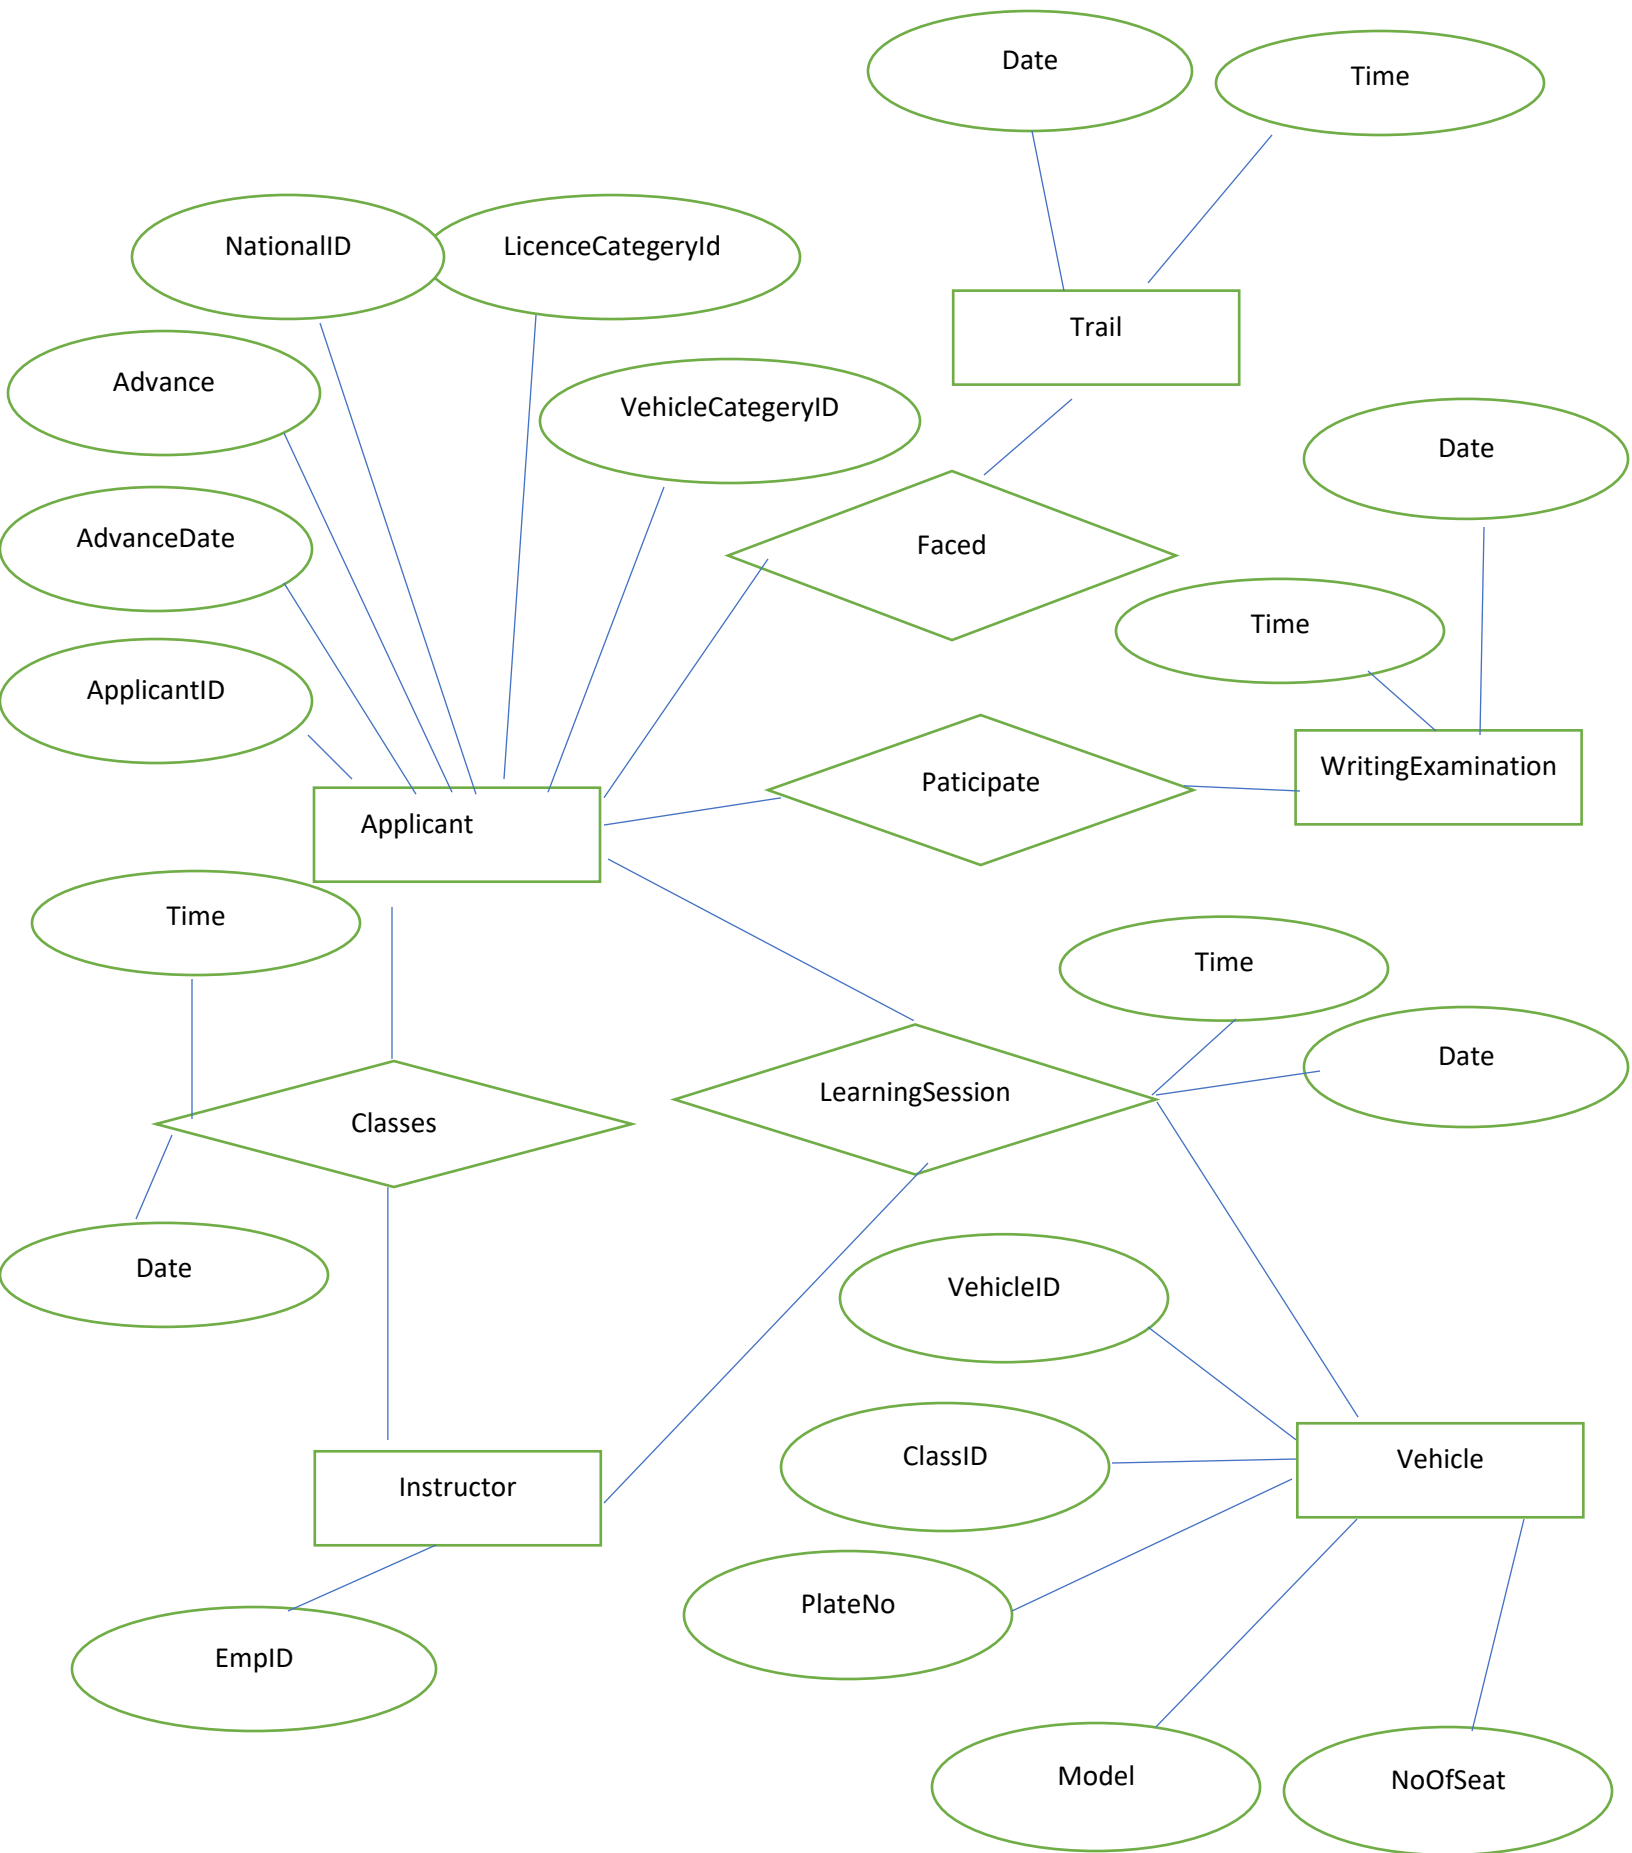 Date
Time
NationalID
LicenceCategeryId
Trail
Advance
VehicleCategeryID
Date
AdvanceDate
Faced
Time
ApplicantID
WritingExamination
Paticipate
Applicant
Time
Time
Date
LearningSession
Classes
Date
VehicleID
ClassID
Vehicle
Instructor
PlateNo
EmpID
Model
NoOfSeat